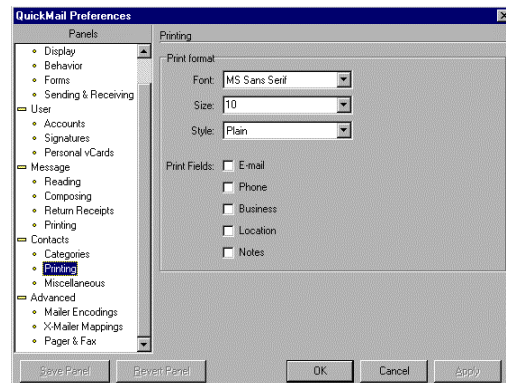 QuickMail Preferences
Panels
Display
Behavior
Forms
Sending & Receiving
User
Accounts
Signatures
Personal vCards
Message
Reading
Composing
Return Receipts
Printing
Contacts
Categories
Printing
Miscellaneous
Advanced
Mailer Encodings
X-Mailer Mappings
Pager & Fax
Printing
Print format
Font: MS Sans Serif
Size: 10
Style: Plain
Print Fields: E-mail
Phone
Business
Location
Notes
Save Panel Revert Panel OK Cancel Apply